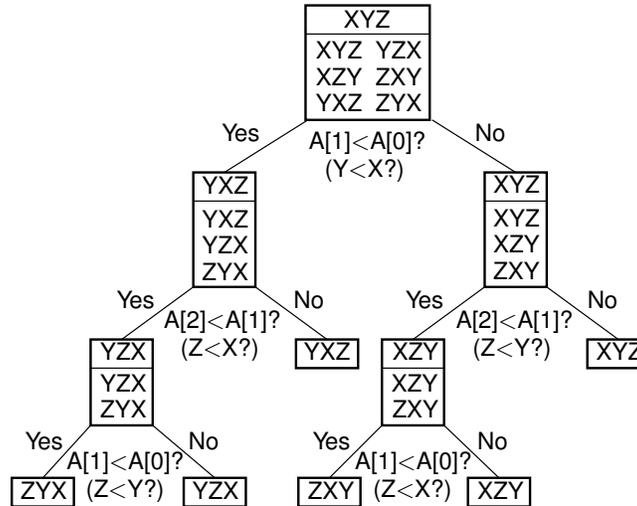 XYZ
XYZ YZX
XZY ZXY
YXZ ZYX
Yes
A[1]<A[0]?
(Y<X?)
No
YXZ
YXZ
YZX
ZYX
XYZ
XYZ
XZY
ZXY
Yes
A[2]<A[1]?
(Z<X?)
No
Yes
A[2]<A[1]?
(Z<Y?)
No
YZX
YZX
ZYX
YXZ
XZY
XZY
ZXY
XYZ
Yes
A[1]<A[0]?
(Z<Y?)
No
Yes
A[1]<A[0]?
(Z<X?)
No
ZYX
YZX
ZXY
XZY